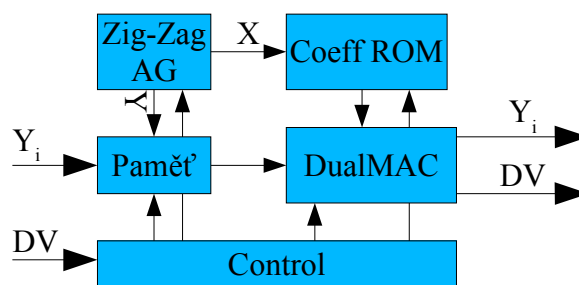 Zig-Zag
AG
X
Coeff ROM
Y
Yi
Paměť
DualMAC
Yi
DV
DV
Control